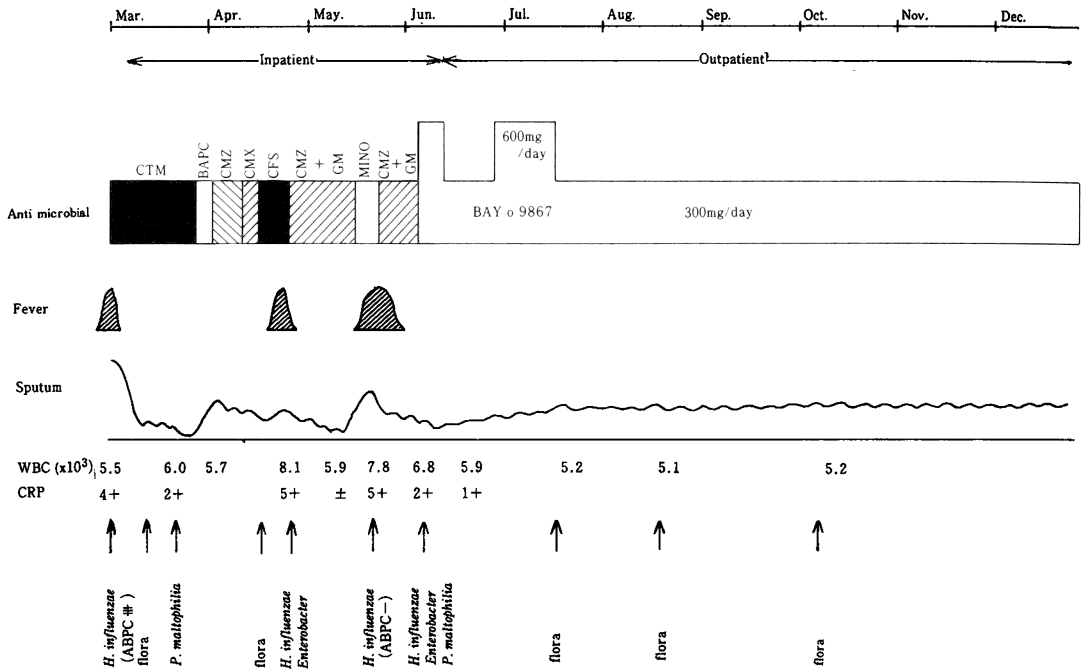 Mar. Apr. May. Jun. Jul. Aug. Sep. Oct. Nov. Dec.
Inpatient Outpatient
600mg
/day
CTM BAPC CMZ CMX CFS CMZ + GM MINO CMZ + GM
Anti microbial BAY o 9867 300mg/day
Fever
Sputum
WBC (x10³) 5.5 6.0 5.7 8.1 5.9 7.8 6.8 5.9 5.2 5.1 5.2
CRP 4+ 2+ 5+ ± 5+ 2+ 1+
H. influenzae
(ABPC ⧻)
flora
P. maltophilia
flora
H. influenzae
Enterobacter
H. influenzae
(ABPC −)
H. influenzae
Enterobacter
P. maltophilia
flora
flora
flora